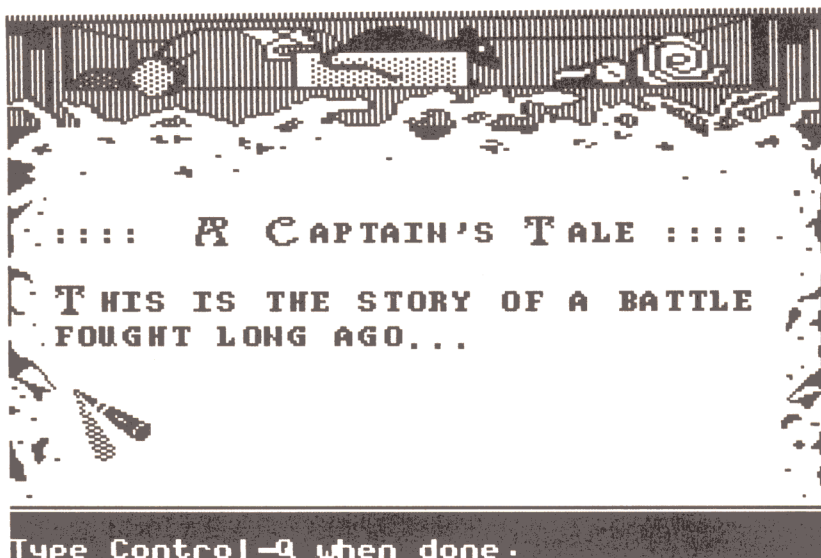 :::: A CAPTAIN'S TALE ::::
THIS IS THE STORY OF A BATTLE
FOUGHT LONG AGO...
Type Control-Q when done.